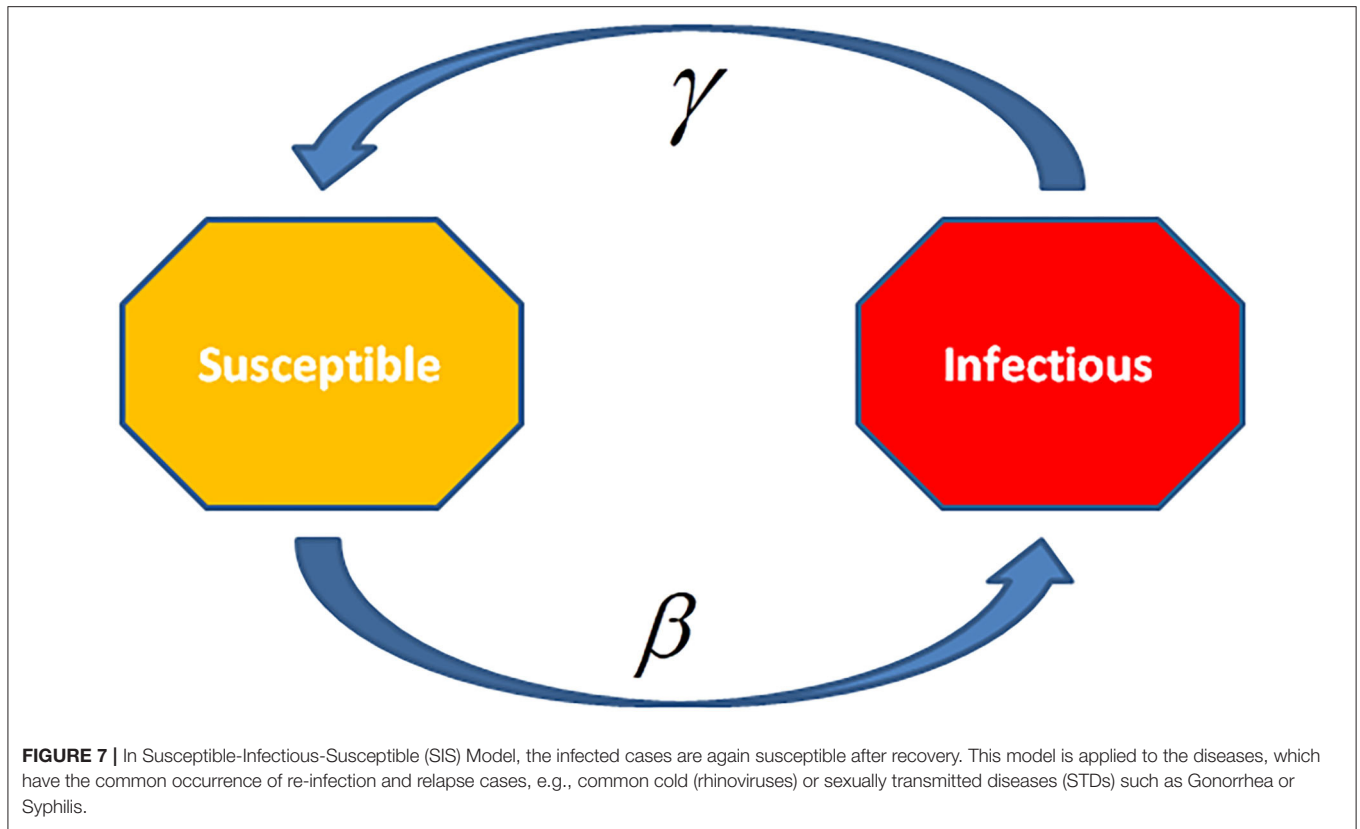 γ
Susceptible
Infectious
β
FIGURE 7 | In Susceptible-Infectious-Susceptible (SIS) Model, the infected cases are again susceptible after recovery. This model is applied to the diseases, which
have the common occurrence of re-infection and relapse cases, e.g., common cold (rhinoviruses) or sexually transmitted diseases (STDs) such as Gonorrhea or
Syphilis.